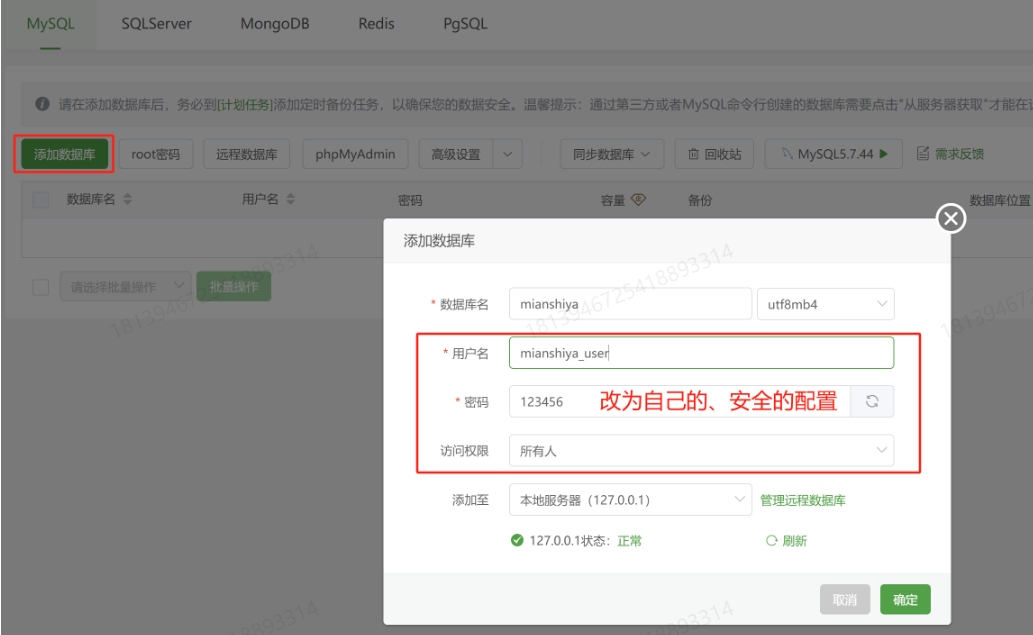 MySQL SQLServer MongoDB Redis PgSQL
请在添加数据库后，务必到[计划任务]添加定时备份任务，以确保您的数据安全。温馨提示：通过第三方或者MySQL命令行创建的数据库需要点击"从服务器获取"才能在
添加数据库 root密码 远程数据库 phpMyAdmin 高级设置 同步数据库 回收站 MySQL5.7.44 需求反馈
数据库名 用户名 密码 容量 备份 数据库位置
添加数据库
请选择批量操作 批量操作
* 数据库名 mianshiya utf8mb4
* 用户名 mianshiya_user
* 密码 123456 改为自己的、安全的配置
访问权限 所有人
添加至 本地服务器（127.0.0.1） 管理远程数据库
127.0.0.1状态：正常 刷新
取消 确定
1813946725418893314